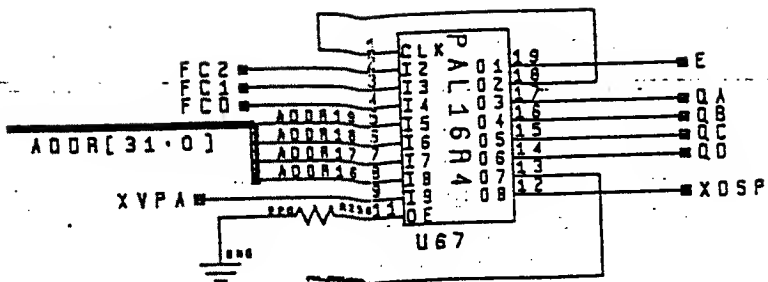 CLK
FC2
FC1
FC0
ADDR[31·0]
ADDR19
ADDR18
ADDR17
ADDR16
XVPA
I2
I3
I4
I5
I6
I7
I8
I9
OE
PAL16R4
O1
O2
O3
O4
O5
O6
O7
O8
19
18
17
16
15
14
13
12
11
E
QA
QB
QC
QD
XDSP
U67